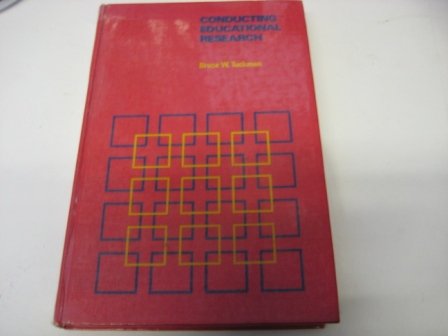 CONDUCTING
EDUCATIONAL
RESEARCH
Bruce W. Tuckman